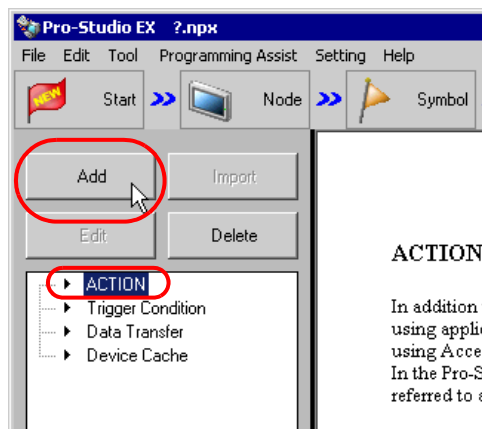 Pro-Studio EX ?.npx
File Edit Tool Programming Assist Setting Help
NEW Start Node Symbol
Add Import
Edit Delete
ACTION
Trigger Condition
Data Transfer
Device Cache
ACTION
In addition
using appli
using Acce
In the Pro-S
referred to a